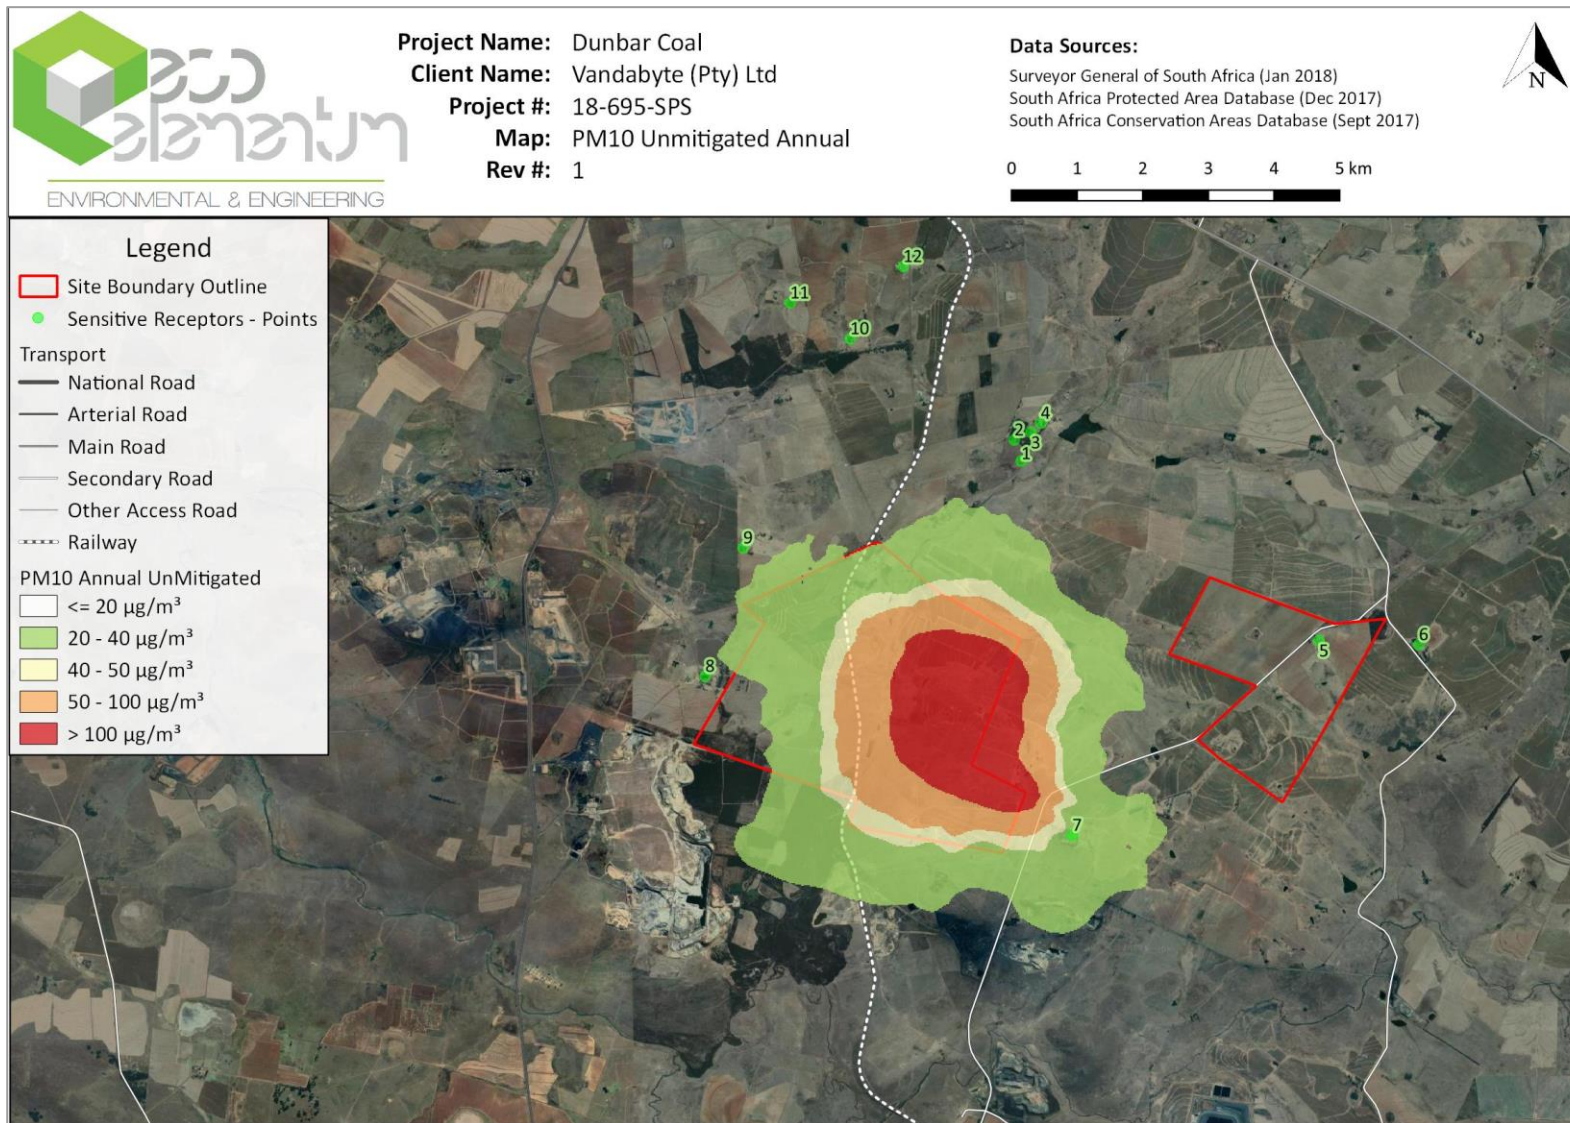 eco
elementum
ENVIRONMENTAL & ENGINEERING
Project Name: Dunbar Coal
Client Name: Vandabyte (Pty) Ltd
Project #: 18-695-SPS
Map: PM10 Unmitigated Annual
Rev #: 1
Data Sources:
Surveyor General of South Africa (Jan 2018)
South Africa Protected Area Database (Dec 2017)
South Africa Conservation Areas Database (Sept 2017)
0 1 2 3 4 5 km
N
Legend
Site Boundary Outline
Sensitive Receptors - Points
Transport
National Road
Arterial Road
Main Road
Secondary Road
Other Access Road
Railway
PM10 Annual UnMitigated
<= 20 µg/m³
20 - 40 µg/m³
40 - 50 µg/m³
50 - 100 µg/m³
> 100 µg/m³
12
11
10
4
2
3
1
9
5
6
8
7